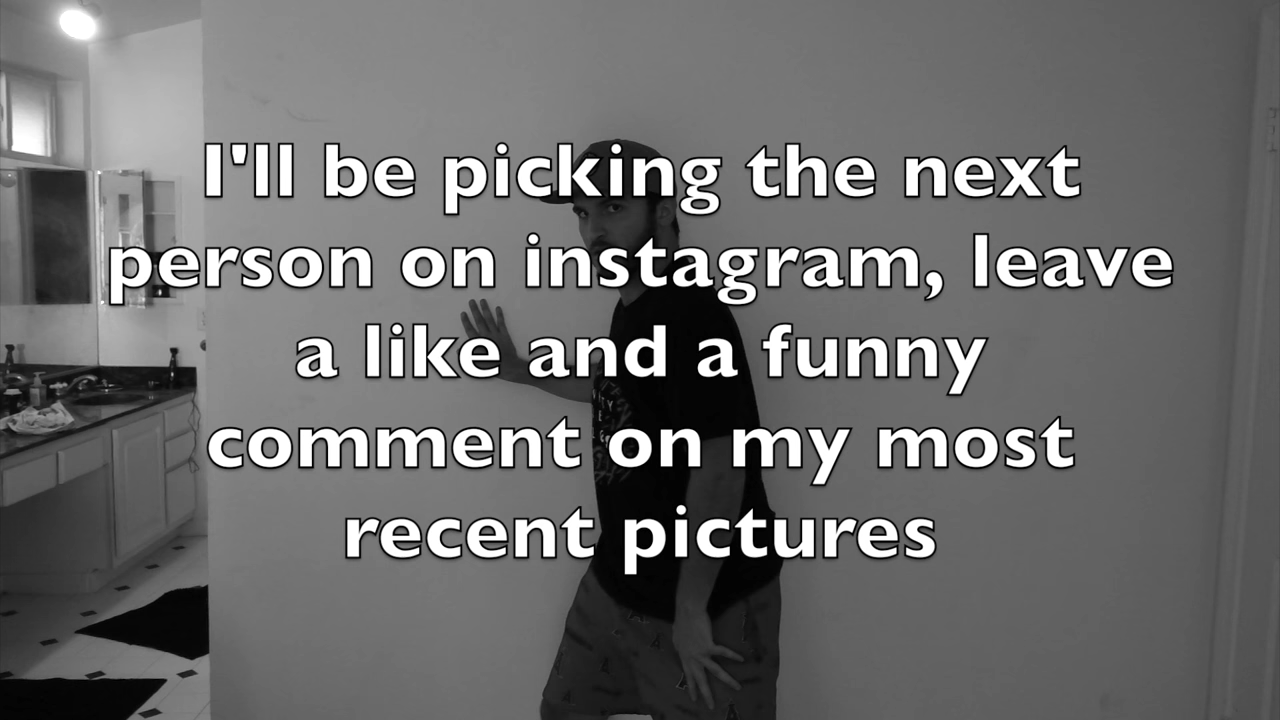 I'll be picking the next
person on instagram, leave
a like and a funny
comment on my most
recent pictures